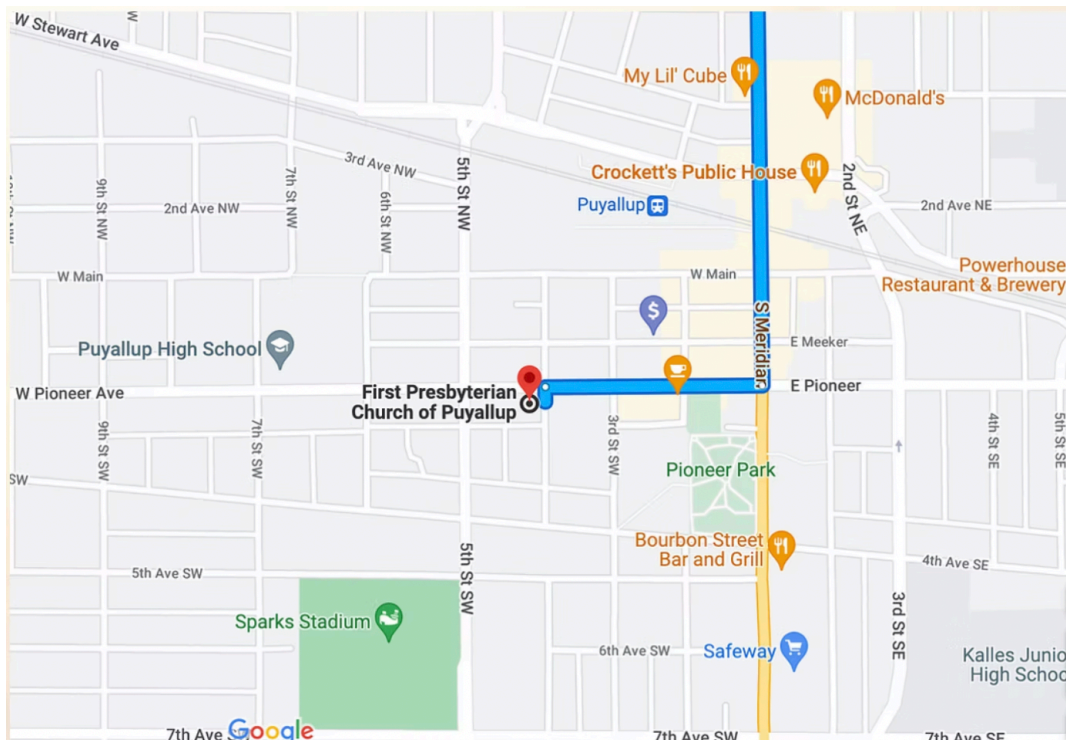 W Stewart Ave
W
My Lil' Cube
McDonald's
Crockett's Public House
3rd Ave NW
5th St NW
2nd St NE
9th St NW
7th St NW
6th St NW
2nd Ave NW
Puyallup
2nd Ave NE
W Main
W Main
Powerhouse
Restaurant & Brewery
$
S Meridian
E Meeker
Puyallup High School
W Pioneer Ave
First Presbyterian
Church of Puyallup
E Pioneer
9th St SW
7th St SW
3rd St SW
4th St SE
5th St SE
SW
Pioneer Park
Bourbon Street
Bar and Grill
4th Ave SE
5th Ave SW
5th St SW
3rd St SE
Sparks Stadium
6th Ave SW
Safeway
Kalles Junio
High Schoo
7th Ave S
Google
7th Ave SW
7th Ave SE